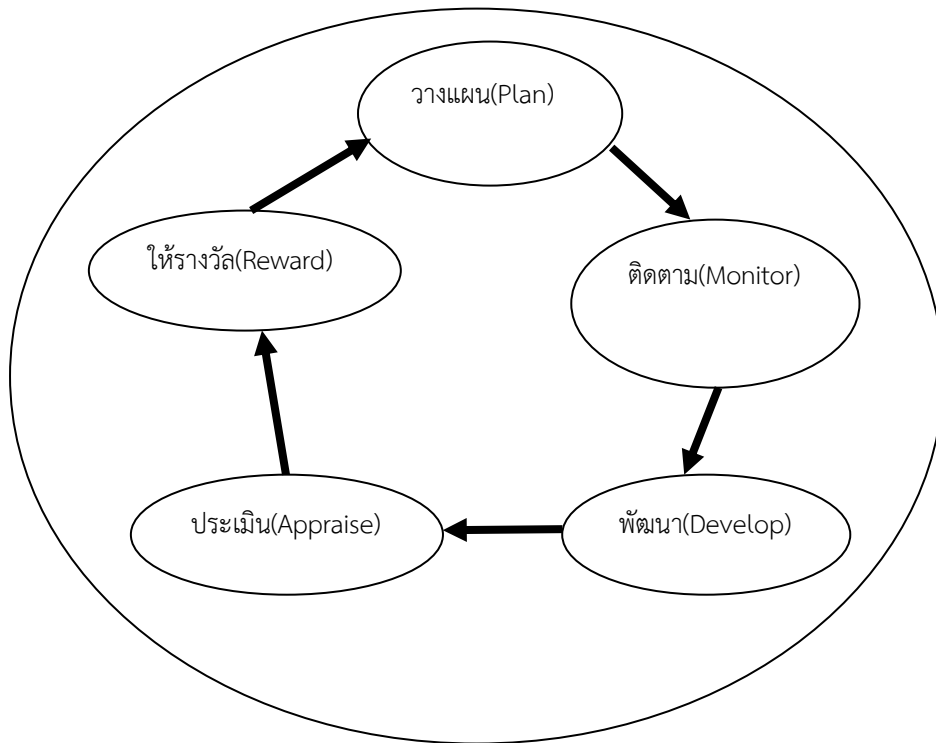 วางแผน(Plan)
ให้รางวัล(Reward)
ติดตาม(Monitor)
ประเมิน(Appraise)
พัฒนา(Develop)